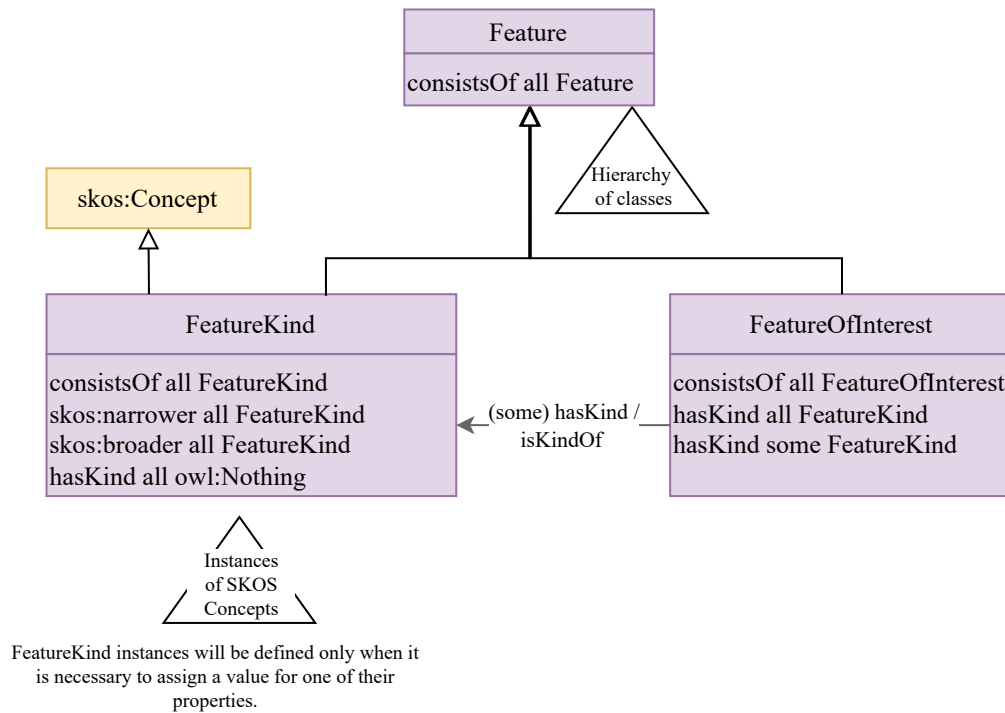 Feature
consistsOf all Feature
Hierarchy
of classes
skos:Concept
FeatureKind
consistsOf all FeatureKind
skos:narrower all FeatureKind
skos:broader all FeatureKind
hasKind all owl:Nothing
(some) hasKind /
isKindOf
FeatureOfInterest
consistsOf all FeatureOfInterest
hasKind all FeatureKind
hasKind some FeatureKind
Instances
of SKOS
Concepts
FeatureKind instances will be defined only when it
is necessary to assign a value for one of their
properties.